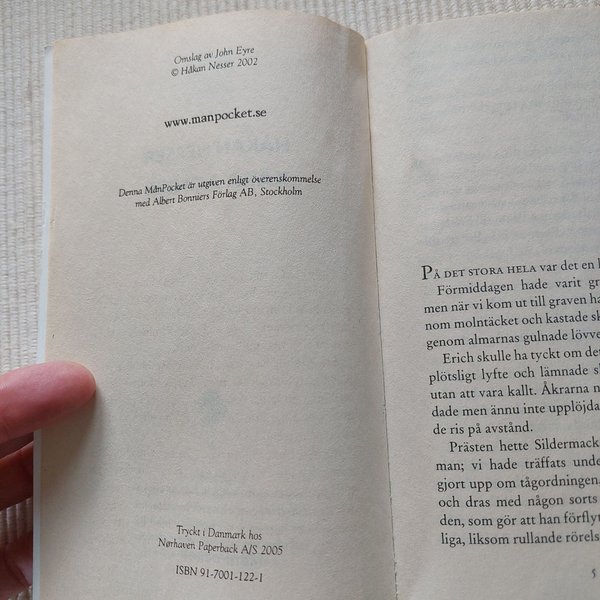 Omslag av John Eyre
© Håkan Nesser 2002
www.manpocket.se
Denna MånPocket är utgiven enligt överenskommelse
med Albert Bonniers Förlag AB, Stockholm
Tryckt i Danmark hos
Nørhaven Paperback A/S 2005
ISBN 91-7001-122-1
PÅ DET STORA HELA var det en
Förmiddagen hade varit gr
men när vi kom ut till graven ha
nom molntäcket och kastade sk
genom almarnas gulnade lövve
Erich skulle ha tyckt om det
plötsligt lyfte och lämnade s
utan att vara kallt. Åkrarna n
dade men ännu inte upplöjda
de ris på avstånd.
Prästen hette Sildermack
man; vi hade träffats unde
gjort upp om tågordningen,
och dras med någon sorts
den, som gör att han förflyt
liga, liksom rullande rörels
5